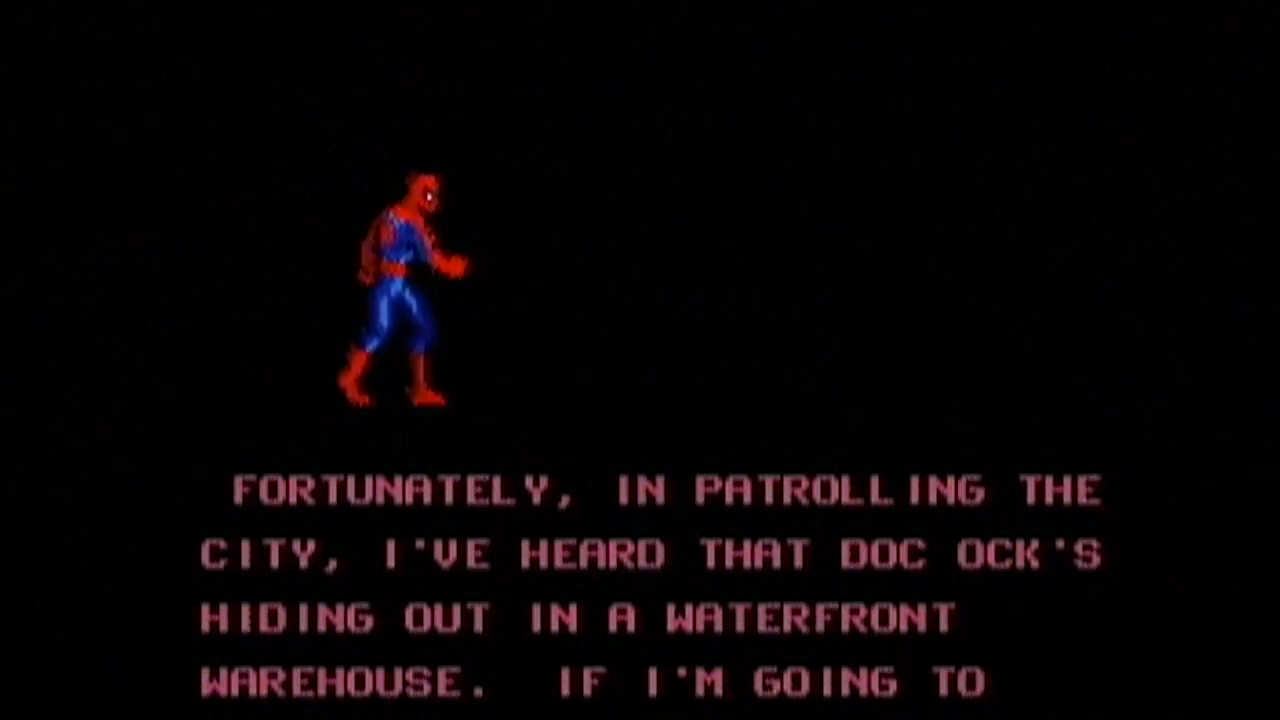 FORTUNATELY, IN PATROLLING THE
CITY, I'VE HEARD THAT DOC OCK'S
HIDING OUT IN A WATERFRONT
WAREHOUSE. IF I'M GOING TO